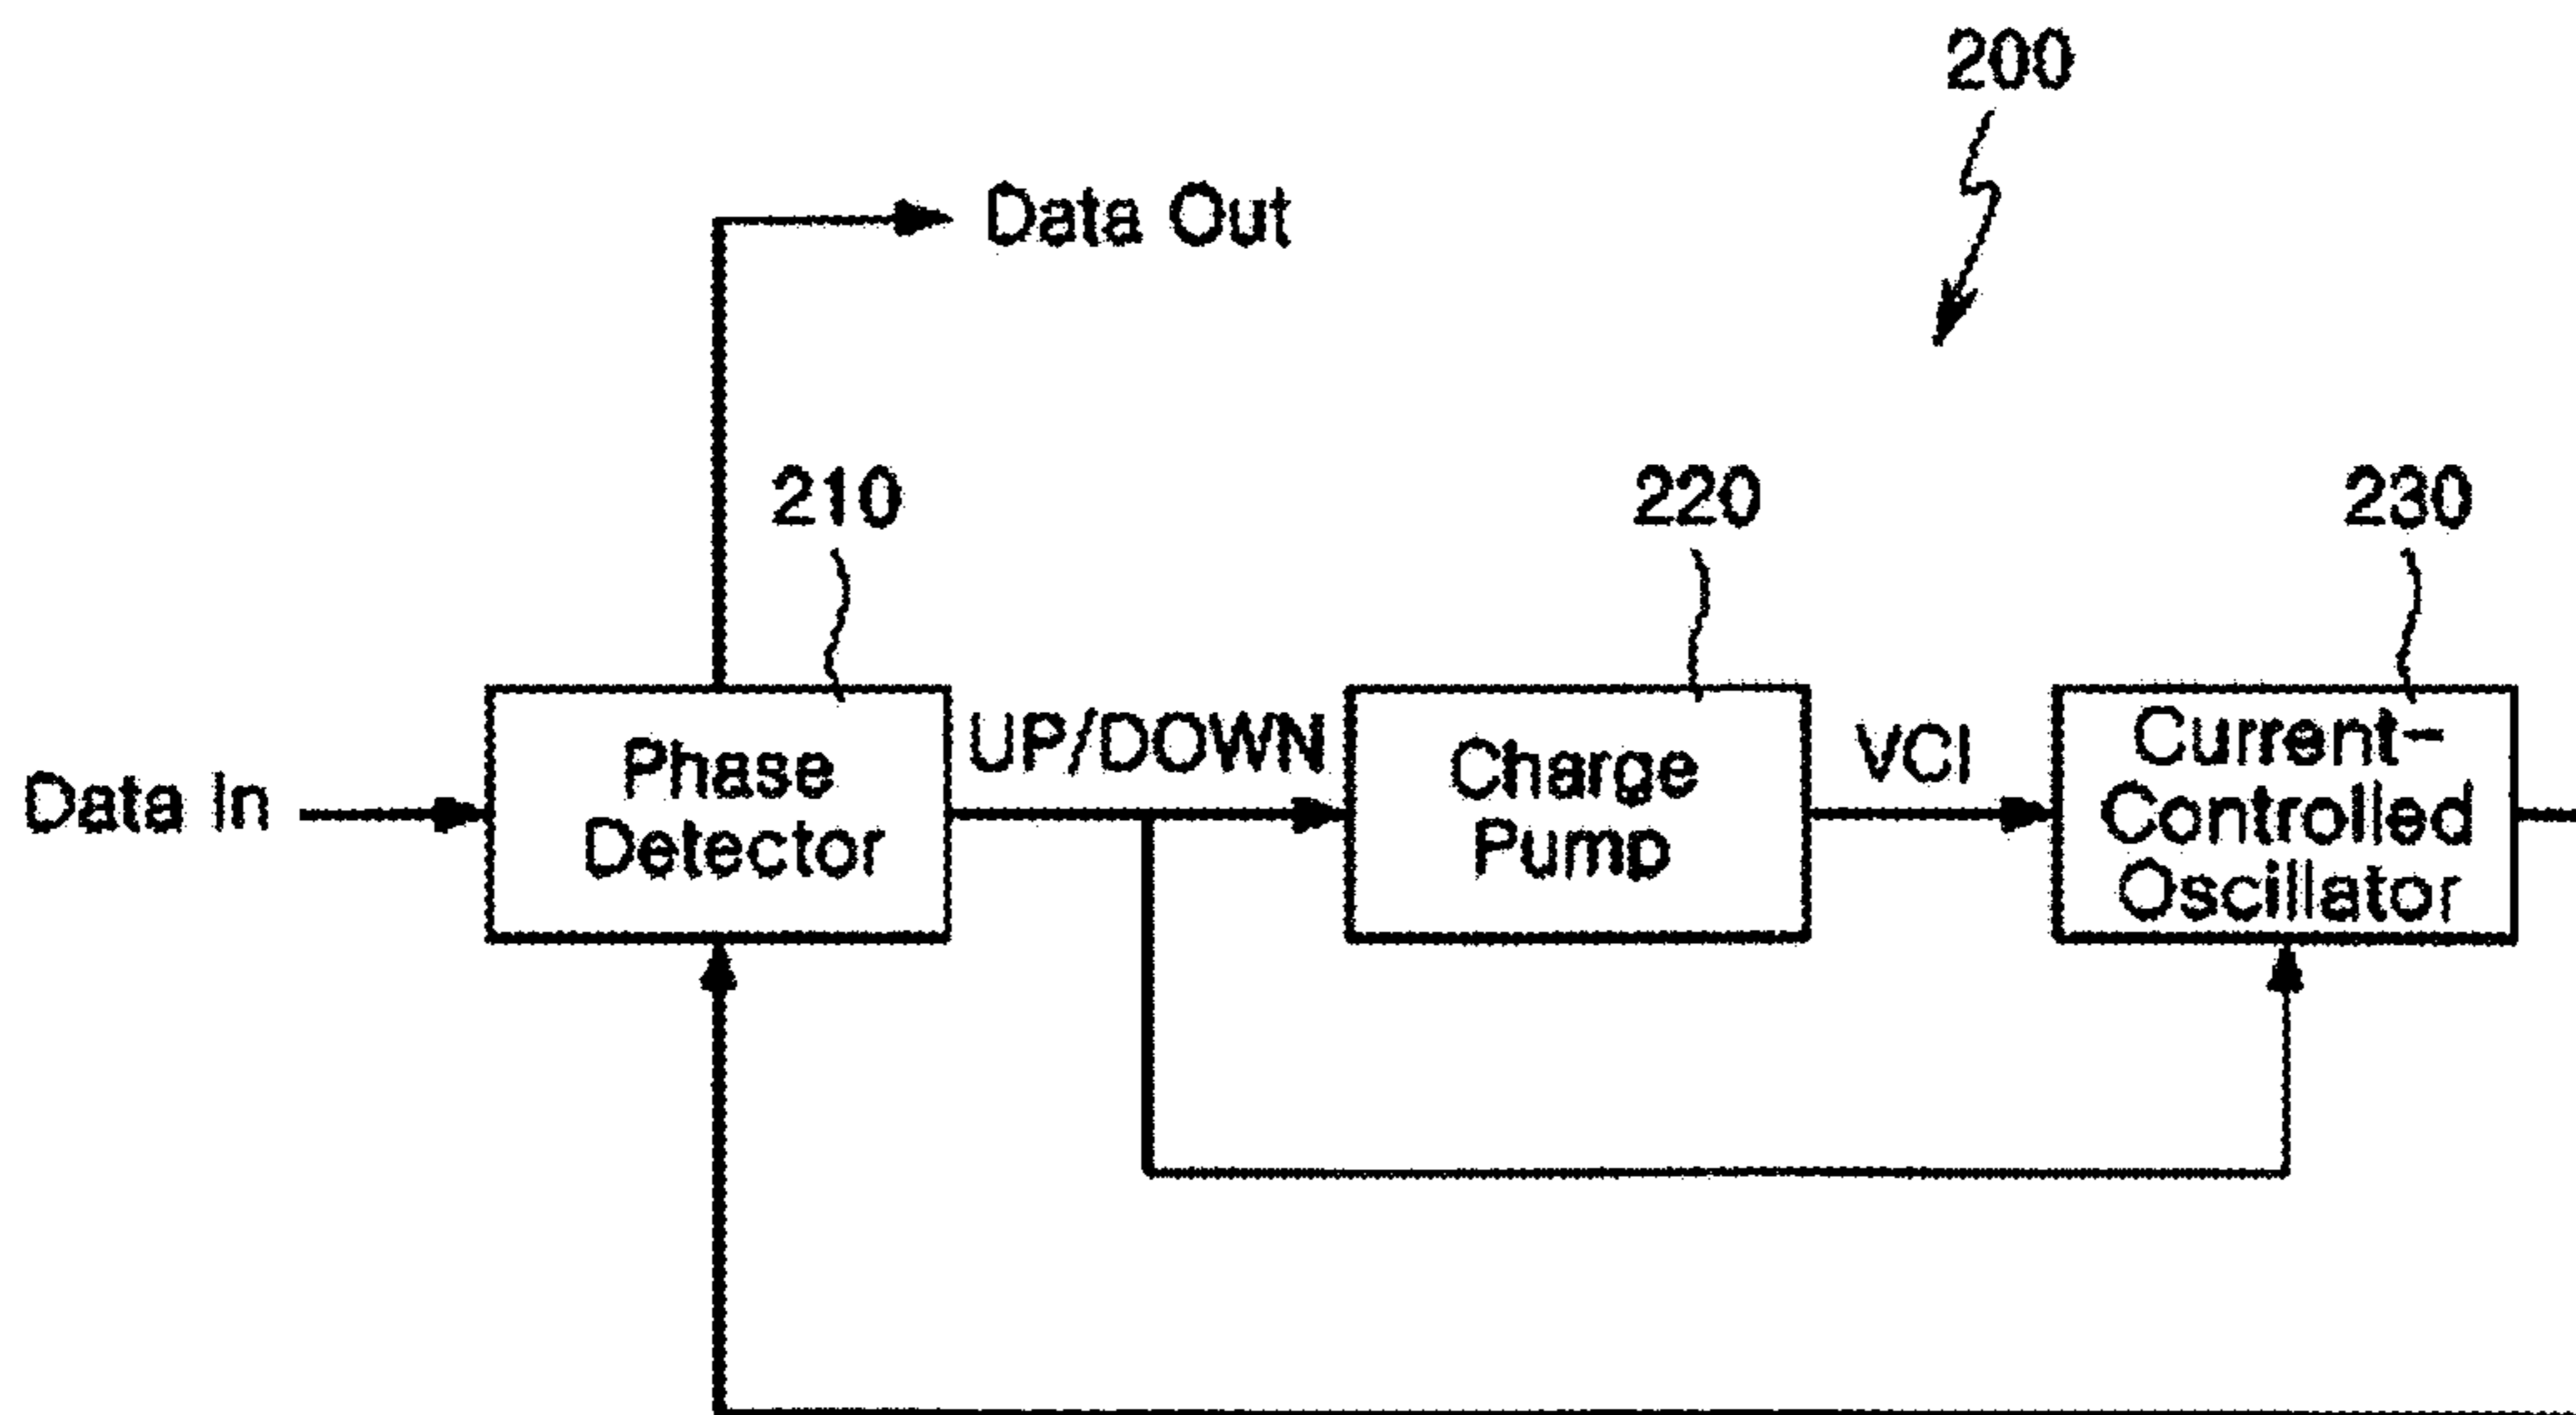 200
Data Out
210
220
230
Data In
Phase
Detector
UP/DOWN
Charge
Pump
VCI
Current-
Controlled
Oscillator